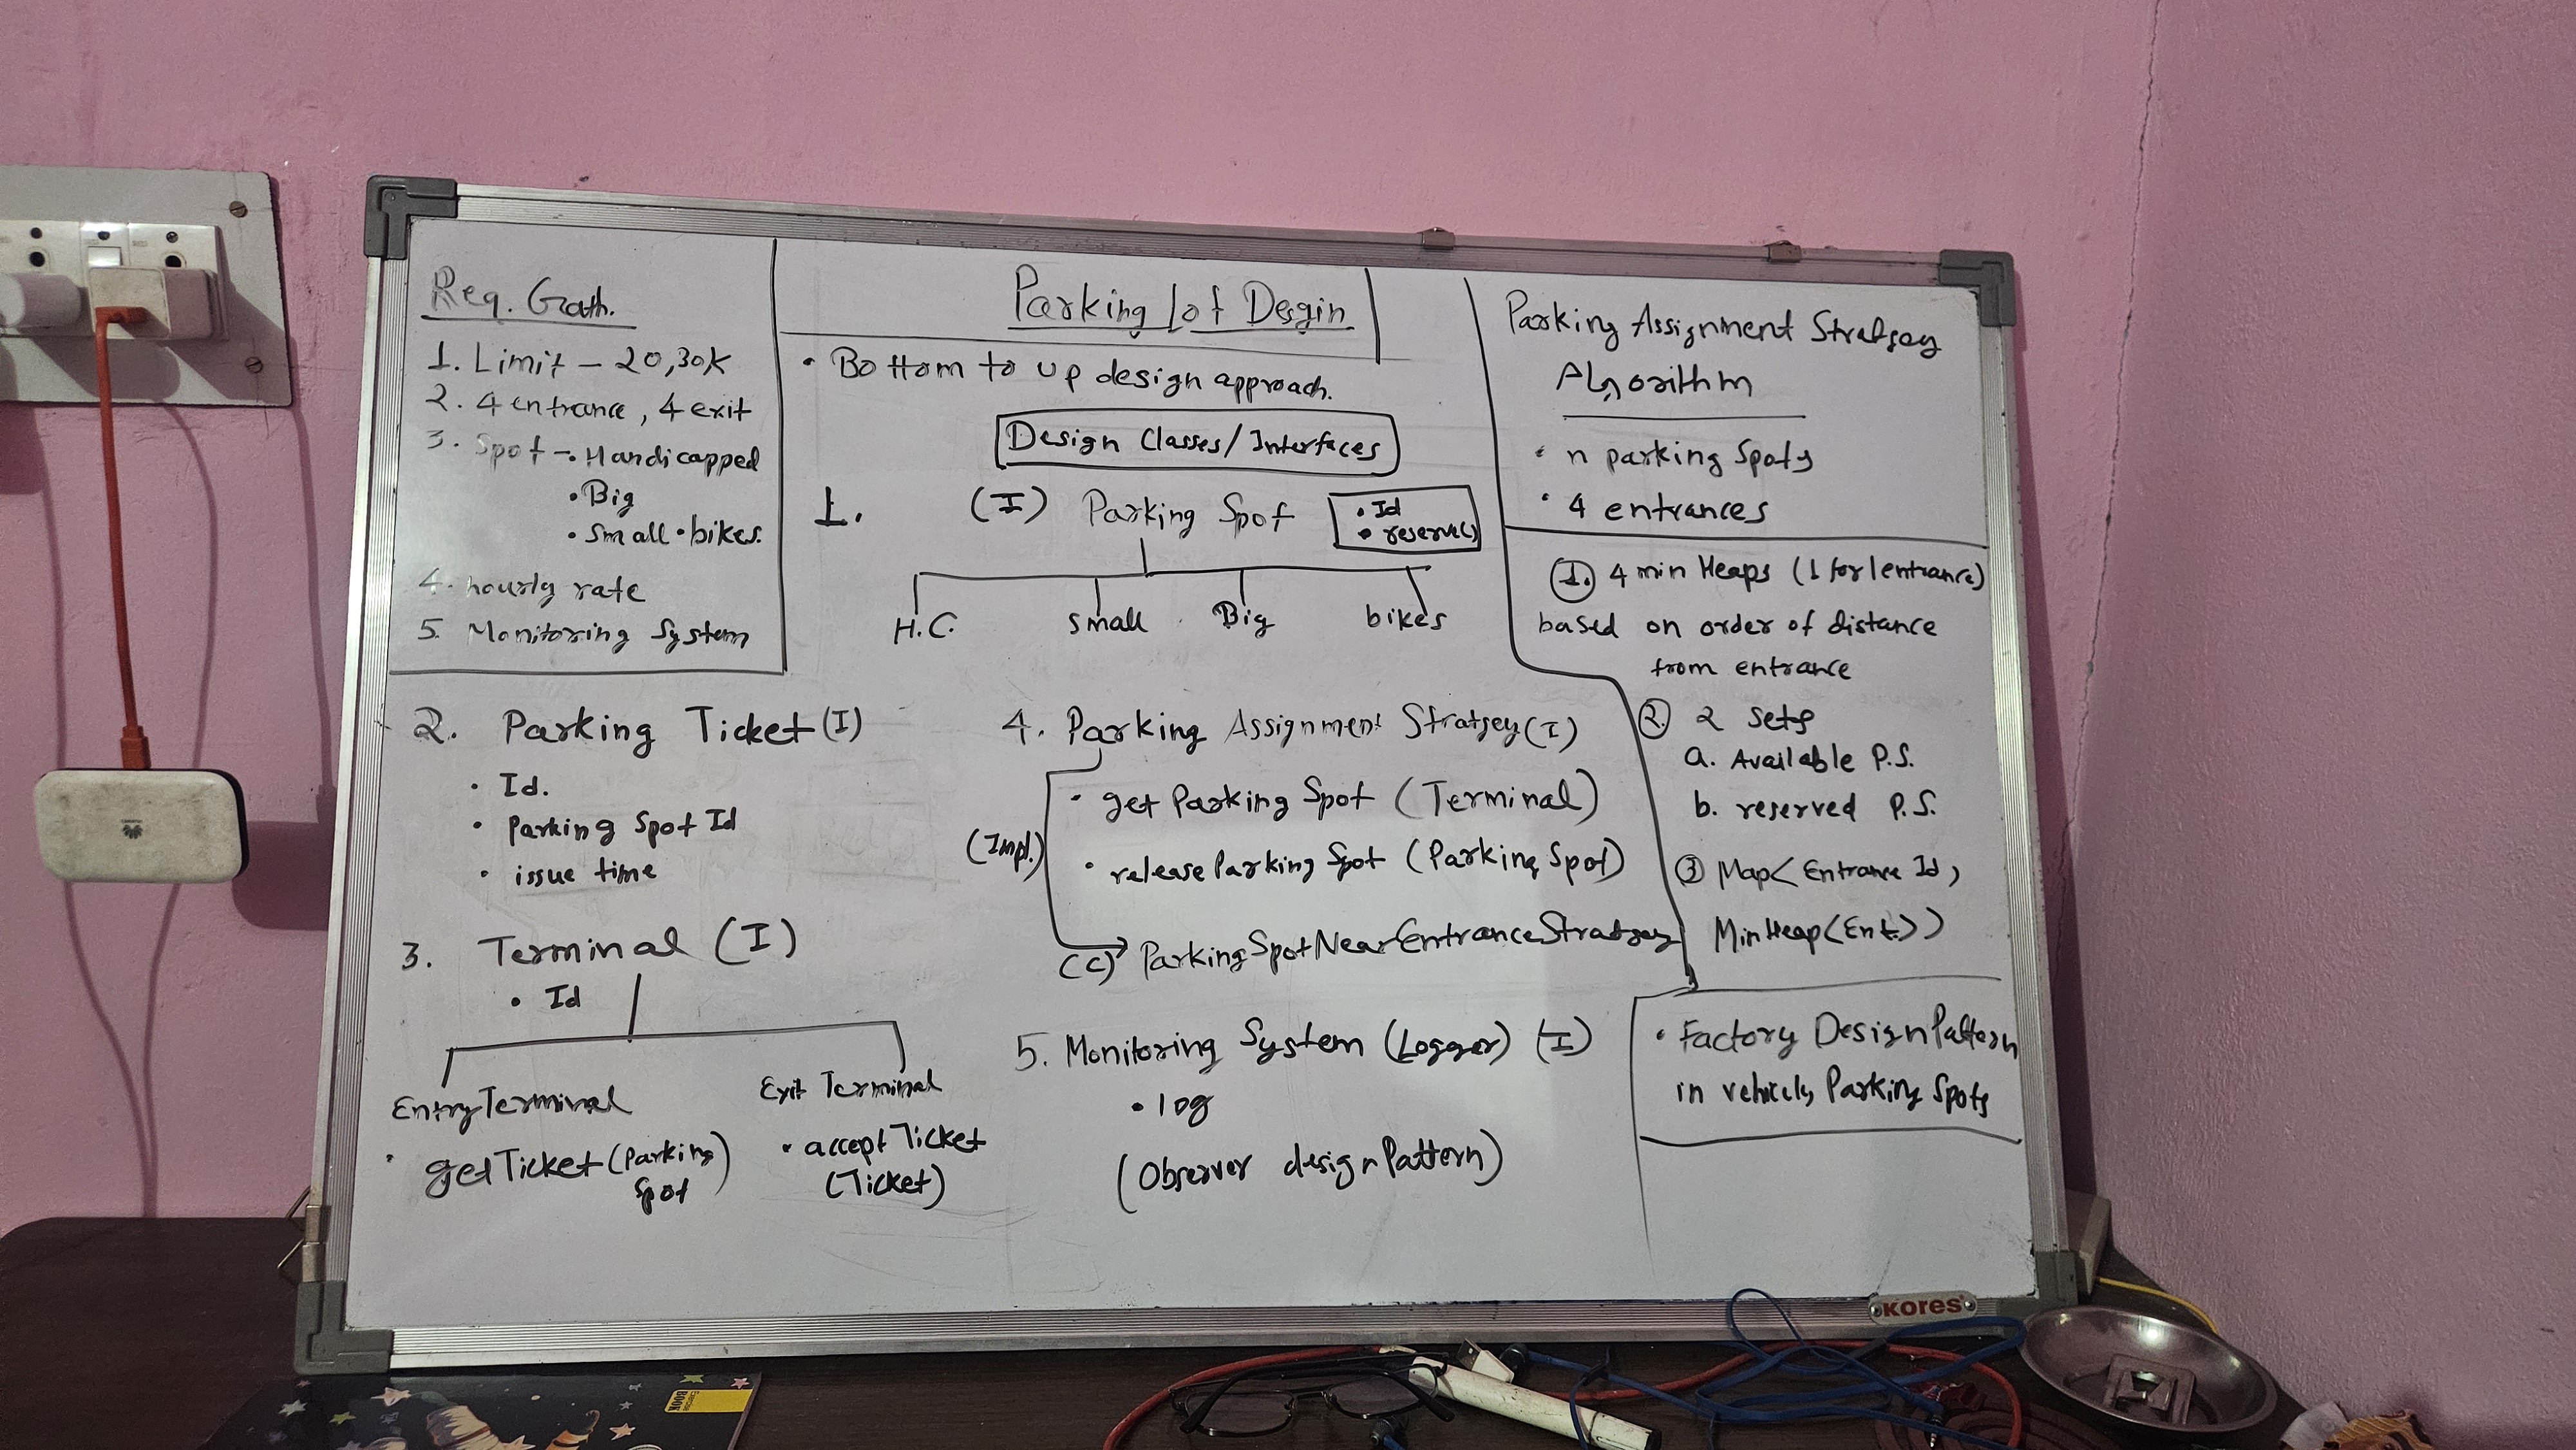 Req. Gath.
1. Limit - 20,30K
2. 4 entrance, 4 exit
3. Spot - • Handicapped
• Big
• small • bikes.
4. hourly rate
5. Monitoring System
Parking lot Desgin
• Bottom to up design approach.
Design Classes/Interfaces
1. (I) Parking Spot
• Id
• reserve()
H.C. small Big bikes
2. Parking Ticket (I)
• Id.
• Parking Spot Id
• issue time
3. Terminal (I)
• Id
Entry Terminal
• getTicket (Parking
Spot)
Exit Terminal
• accept Ticket
(Ticket)
4. Parking Assignment Stratgey (I)
• get Parking Spot (Terminal)
(Impl.)
• release Parking Spot (Parking Spot)
(C) ParkingSpotNearEntranceStratgey
5. Monitoring System (Logger) (I)
• log
(Observer design Pattern)
Parking Assignment Stratgey
Algorithm
• n parking Spots
• 4 entrances
1. 4 min Heaps (1 for 1 entrance)
based on order of distance
from entrance
2. 2 sets
a. Available P.S.
b. reserved P.S.
3 Map< Entrance Id,
MinHeap<Ent.>>
• Factory Design Pattern
in vehicle, Parking Spots
KORES
BOOK